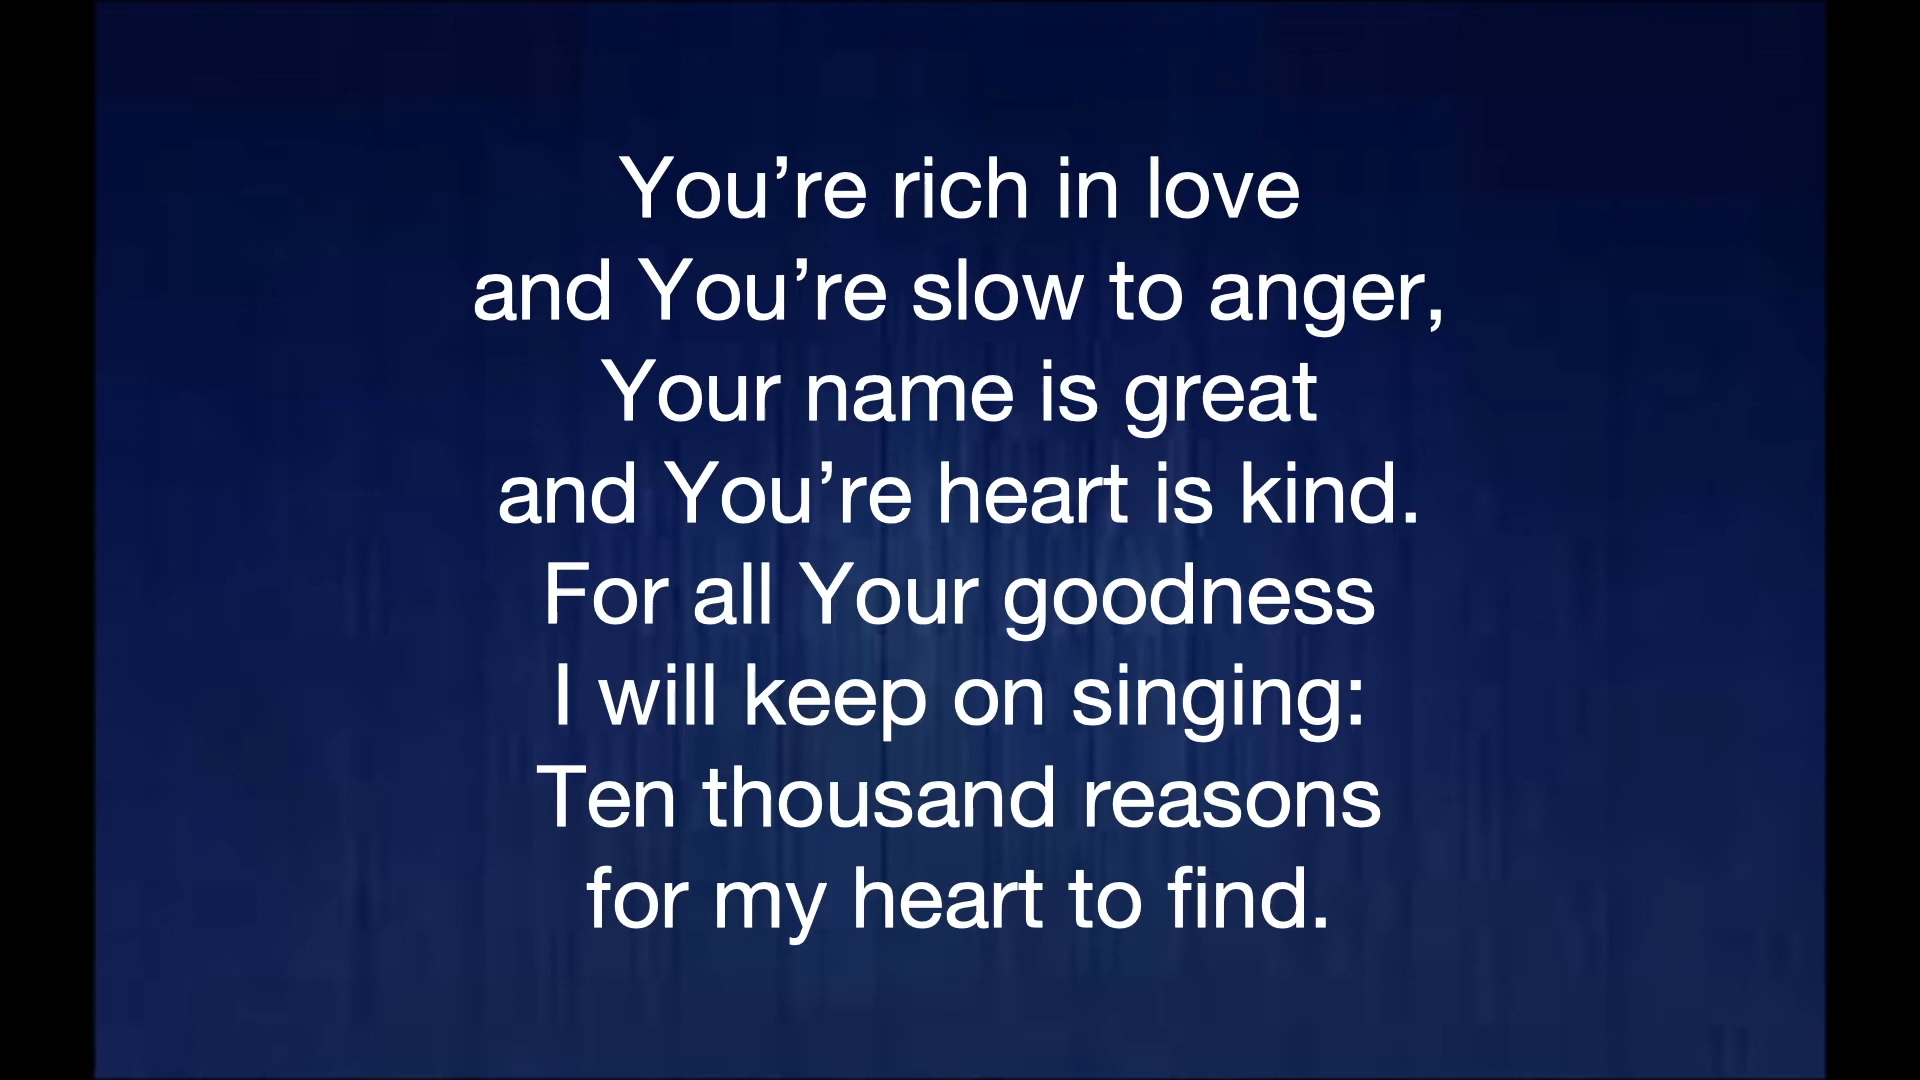 You’re rich in love
and You’re slow to anger,
Your name is great
and You’re heart is kind.
For all Your goodness
I will keep on singing:
Ten thousand reasons
for my heart to find.